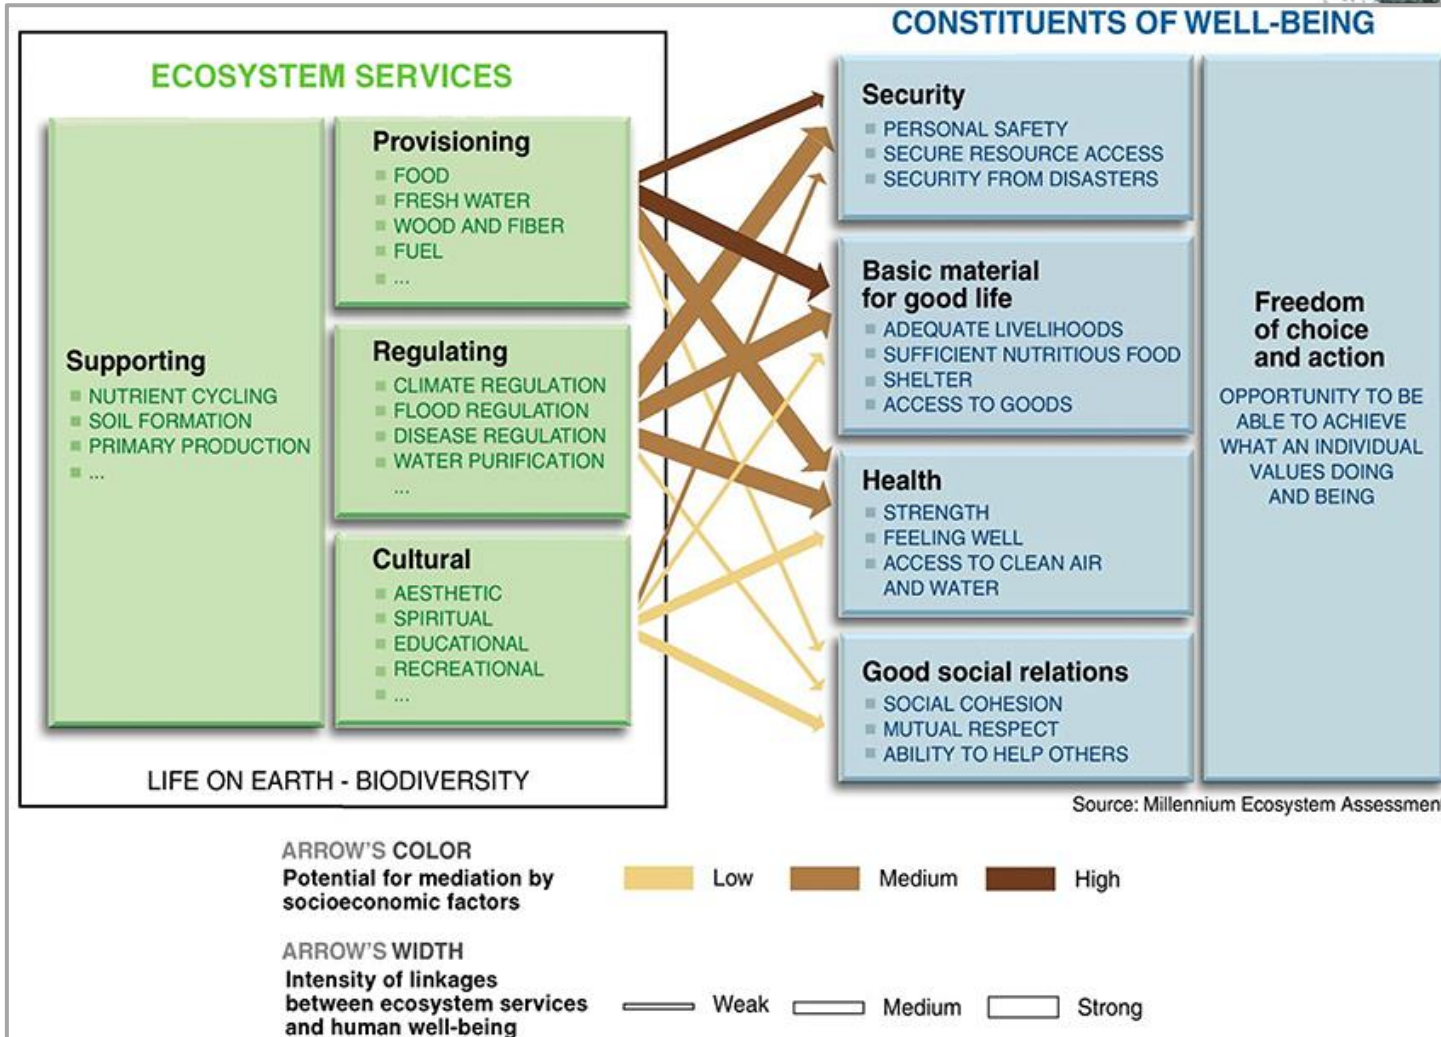 CONSTITUENTS OF WELL-BEING
ECOSYSTEM SERVICES
Supporting
NUTRIENT CYCLING
SOIL FORMATION
PRIMARY PRODUCTION
...
Provisioning
FOOD
FRESH WATER
WOOD AND FIBER
FUEL
...
Regulating
CLIMATE REGULATION
FLOOD REGULATION
DISEASE REGULATION
WATER PURIFICATION
...
Cultural
AESTHETIC
SPIRITUAL
EDUCATIONAL
RECREATIONAL
...
LIFE ON EARTH - BIODIVERSITY
Security
PERSONAL SAFETY
SECURE RESOURCE ACCESS
SECURITY FROM DISASTERS
Basic material
for good life
ADEQUATE LIVELIHOODS
SUFFICIENT NUTRITIOUS FOOD
SHELTER
ACCESS TO GOODS
Health
STRENGTH
FEELING WELL
ACCESS TO CLEAN AIR
AND WATER
Good social relations
SOCIAL COHESION
MUTUAL RESPECT
ABILITY TO HELP OTHERS
Freedom
of choice
and action
OPPORTUNITY TO BE
ABLE TO ACHIEVE
WHAT AN INDIVIDUAL
VALUES DOING
AND BEING
Source: Millennium Ecosystem Assessment
ARROW'S COLOR
Potential for mediation by
socioeconomic factors
Low
Medium
High
ARROW'S WIDTH
Intensity of linkages
between ecosystem services
and human well-being
Weak
Medium
Strong